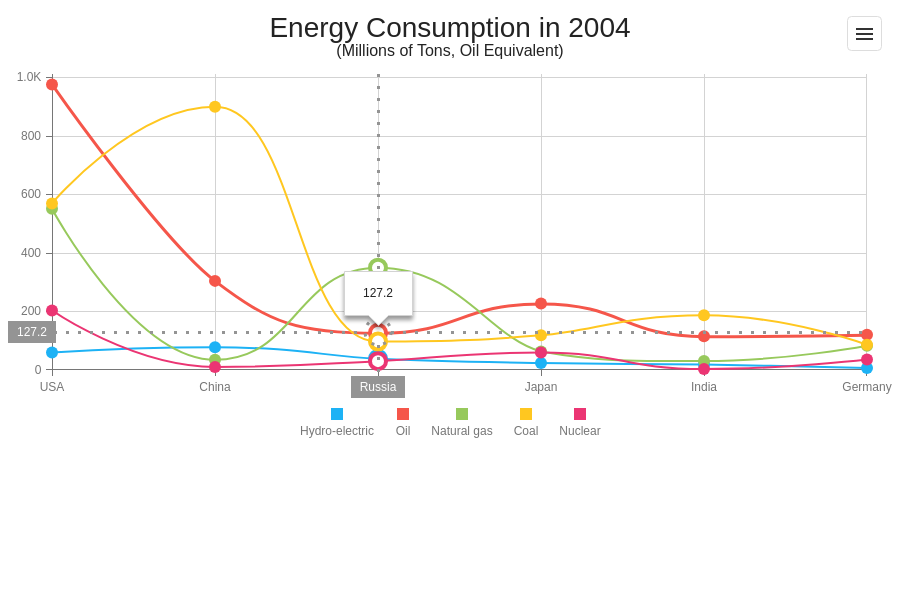 Energy Consumption in 2004
(Millions of Tons, Oil Equivalent)
1.0K
800
600
400
200
0
127.2
127.2
USA
China
Russia
Japan
India
Germany
Hydro-electric
Oil
Natural gas
Coal
Nuclear